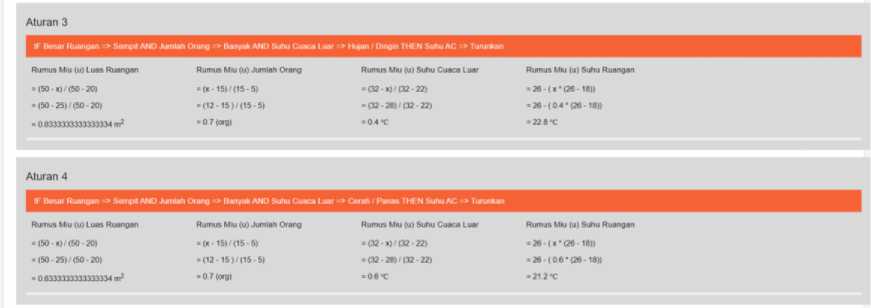 Aturan 3
IF Besar Ruangan => Sempit AND Jumlah Orang => Banyak AND Suhu Cuaca Luar => Hujan / Dingin THEN Suhu AC => Turunkan
Rumus Miu (u) Luas Ruangan Rumus Miu (u) Jumlah Orang Rumus Miu (u) Suhu Cuaca Luar Rumus Miu (u) Suhu Ruangan
= (50 - x) / (50 - 20) = (x - 15) / (15 - 5) = (32 - x) / (32 - 22) = 26 - ( x * (26 - 18))
= (50 - 25) / (50 - 20) = (12 - 15 ) / (15 - 5) = (32 - 28) / (32 - 22) = 26 - ( 0.4 * (26 - 18))
= 0.8333333333333334 m² = 0.7 (org) = 0.4 °C = 22.8 °C
Aturan 4
IF Besar Ruangan => Sempit AND Jumlah Orang => Banyak AND Suhu Cuaca Luar => Cerah / Panas THEN Suhu AC => Turunkan
Rumus Miu (u) Luas Ruangan Rumus Miu (u) Jumlah Orang Rumus Miu (u) Suhu Cuaca Luar Rumus Miu (u) Suhu Ruangan
= (50 - x) / (50 - 20) = (x - 15) / (15 - 5) = (32 - x) / (32 - 22) = 26 - ( x * (26 - 18))
= (50 - 25) / (50 - 20) = (12 - 15 ) / (15 - 5) = (32 - 28) / (32 - 22) = 26 - ( 0.6 * (26 - 18))
= 0.8333333333333334 m² = 0.7 (org) = 0.6 °C = 21.2 °C